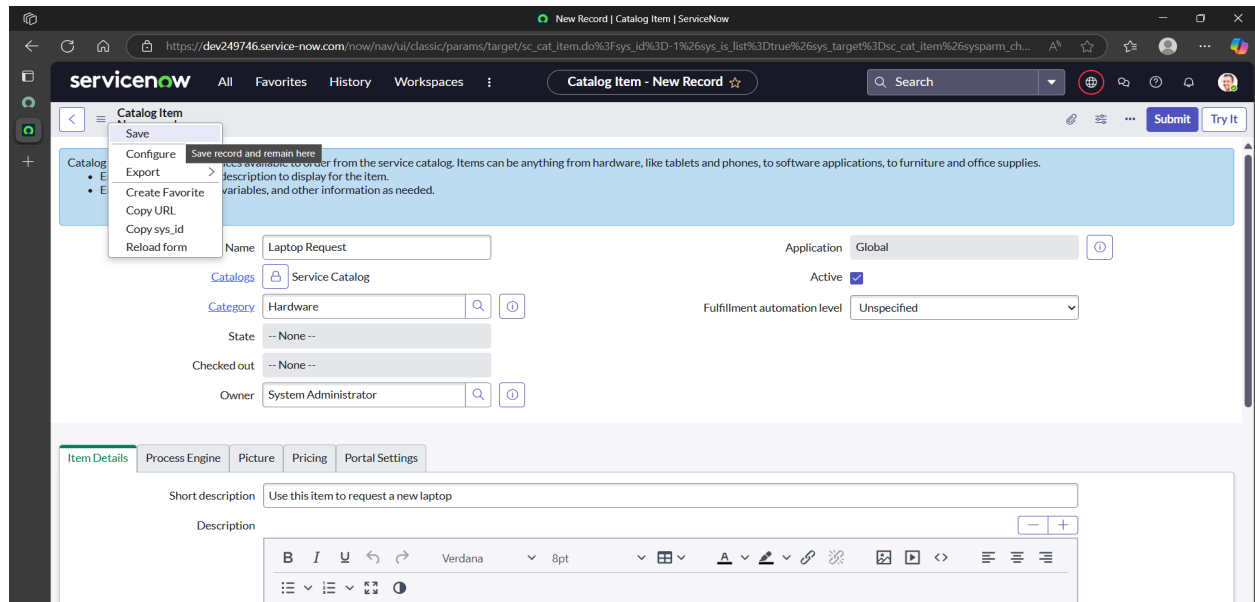 New Record | Catalog Item | ServiceNow
https://dev249746.service-now.com/now/nav/ui/classic/params/target/sc_cat_item.do%3Fsys_id%3D-1%26sys_is_list%3Dtrue%26sys_target%3Dsc_cat_item%26sysparm_ch...
servicenow All Favorites History Workspaces Catalog Item - New Record Search
Catalog Item Submit Try It
Save
Save record and remain here
Configure
Export
Create Favorite
Copy URL
Copy sys_id
Reload form
Catalog to order from the service catalog. Items can be anything from hardware, like tablets and phones, to software applications, to furniture and office supplies.
description to display for the item.
variables, and other information as needed.
Name Laptop Request Application Global
Catalogs Service Catalog Active
Category Hardware Fulfillment automation level Unspecified
State -- None --
Checked out -- None --
Owner System Administrator
Item Details Process Engine Picture Pricing Portal Settings
Short description Use this item to request a new laptop
Description
B I U Verdana 8pt A